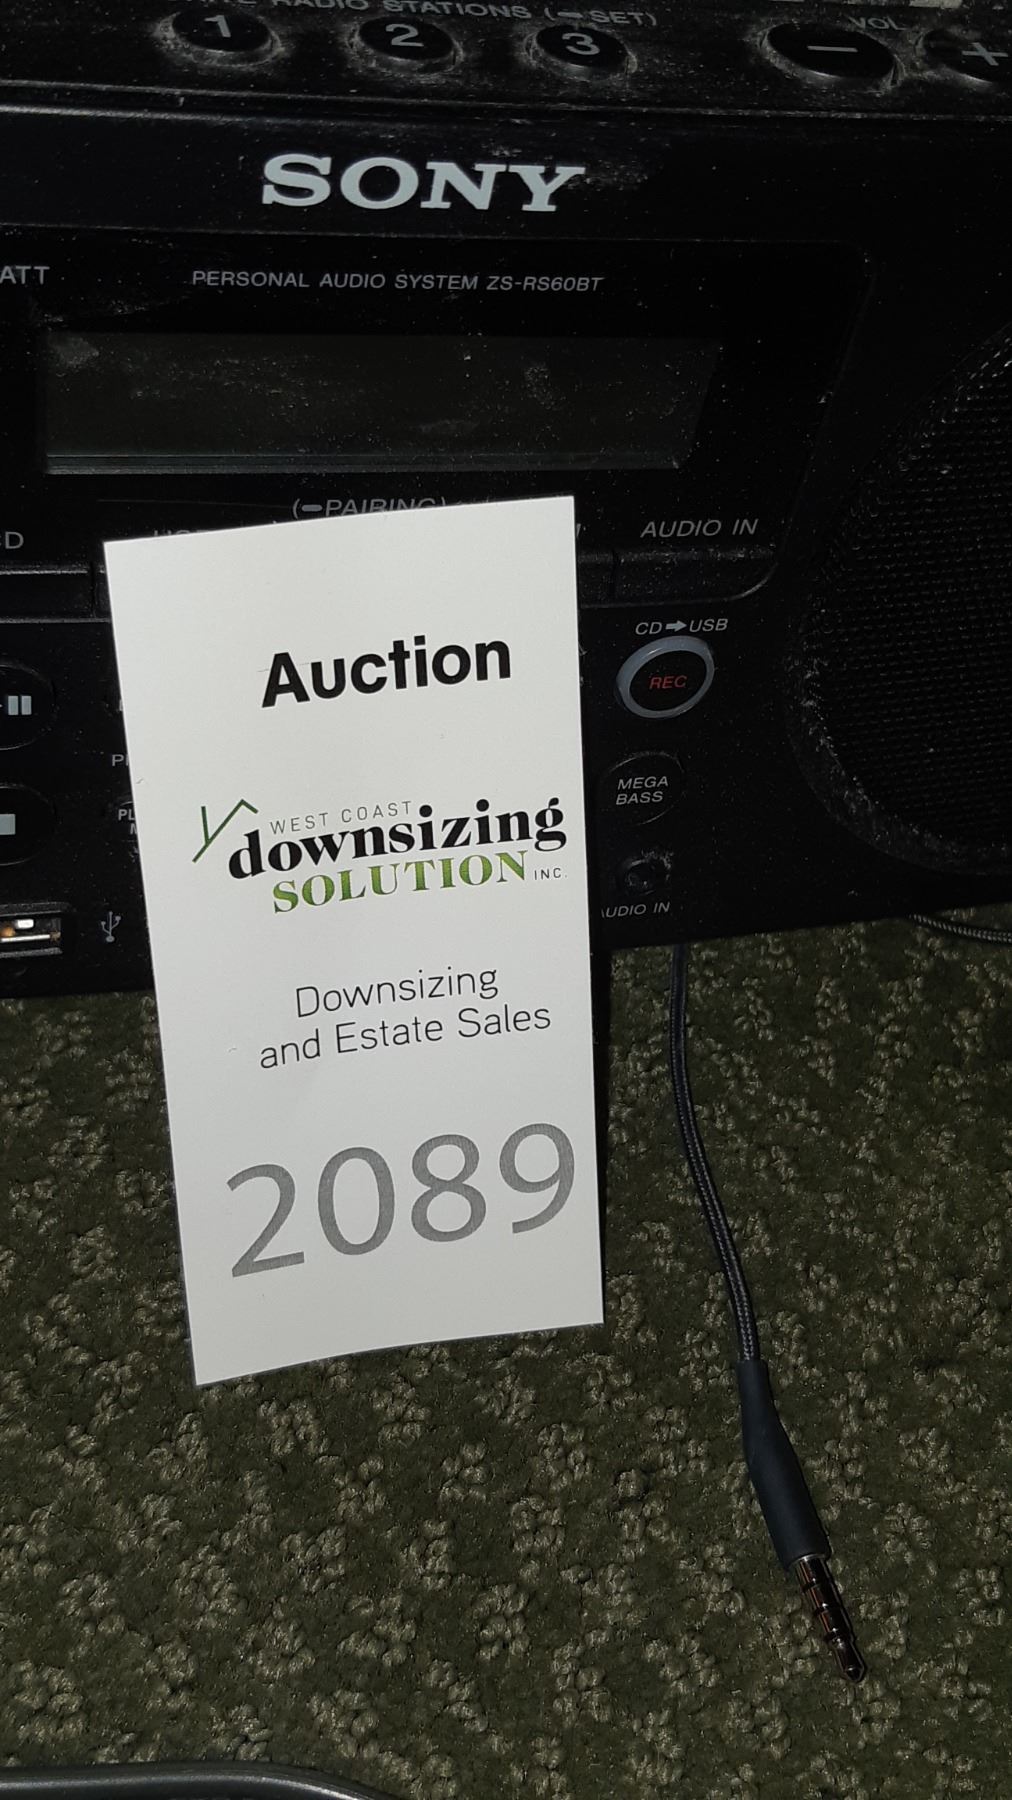 RADIO STATIONS (SET)
1 2 3 VOL
− +
SONY
PERSONAL AUDIO SYSTEM ZS-RS60BT
(PAIRING)
AUDIO IN
CD➡USB
REC
MEGA
BASS
AUDIO IN
Auction
WEST COAST
downsizing
SOLUTION INC.
Downsizing
and Estate Sales
2089